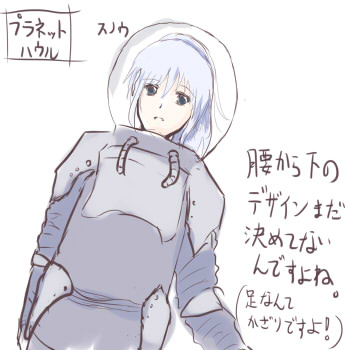 プラネット
ハウル
スノウ
腰から下の
デザインまだ
決めてない
んですよね。
(足なんて
かざりですよ!)